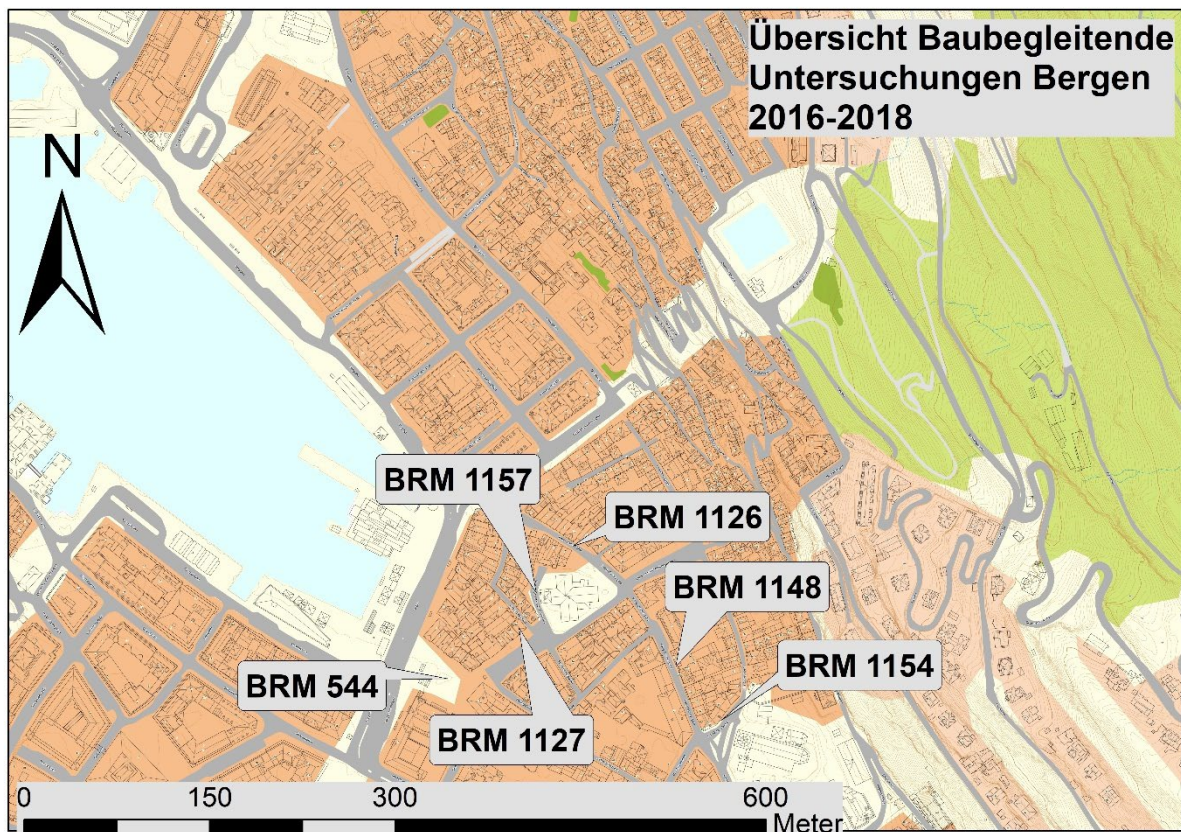 Übersicht Baubegleitende
Untersuchungen Bergen
2016-2018
N
BRM 1157
BRM 1126
BRM 1148
BRM 1154
BRM 544
BRM 1127
0 150 300 600
Meter